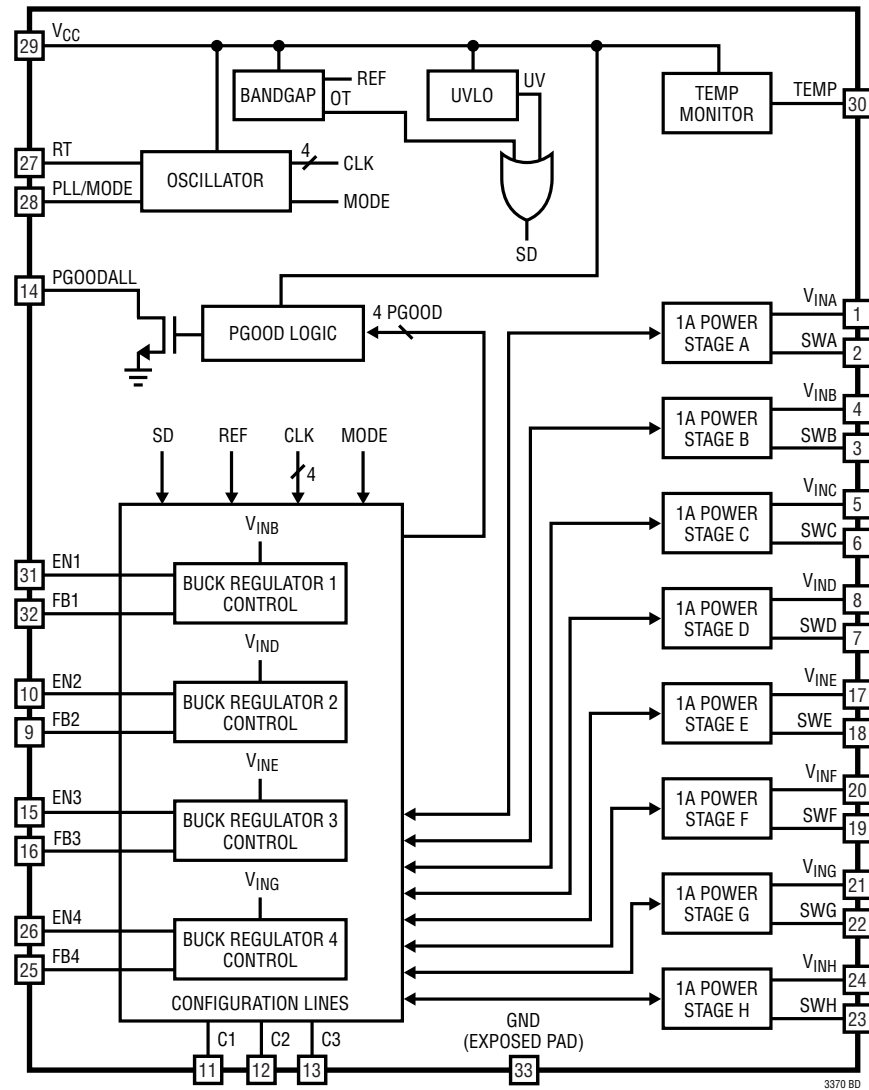 29 VCC
BANDGAP
REF
OT
UVLO
UV
TEMP
MONITOR
TEMP
30
27 RT
28 PLL/MODE
OSCILLATOR
4
CLK
MODE
SD
14 PGOODALL
PGOOD LOGIC
4 PGOOD
1A POWER
STAGE A
VINA
1
SWA
2
1A POWER
STAGE B
VINB
4
SWB
3
SD
REF
CLK
MODE
4
1A POWER
STAGE C
VINC
5
SWC
6
VINB
31 EN1
32 FB1
BUCK REGULATOR 1
CONTROL
1A POWER
STAGE D
VIND
8
SWD
7
VIND
10 EN2
9 FB2
BUCK REGULATOR 2
CONTROL
1A POWER
STAGE E
VINE
17
SWE
18
VINE
15 EN3
16 FB3
BUCK REGULATOR 3
CONTROL
1A POWER
STAGE F
VINF
20
SWF
19
VING
26 EN4
25 FB4
BUCK REGULATOR 4
CONTROL
1A POWER
STAGE G
VING
21
SWG
22
CONFIGURATION LINES
1A POWER
STAGE H
VINH
24
SWH
23
C1
C2
C3
11
12
13
GND
(EXPOSED PAD)
33
3370 BD